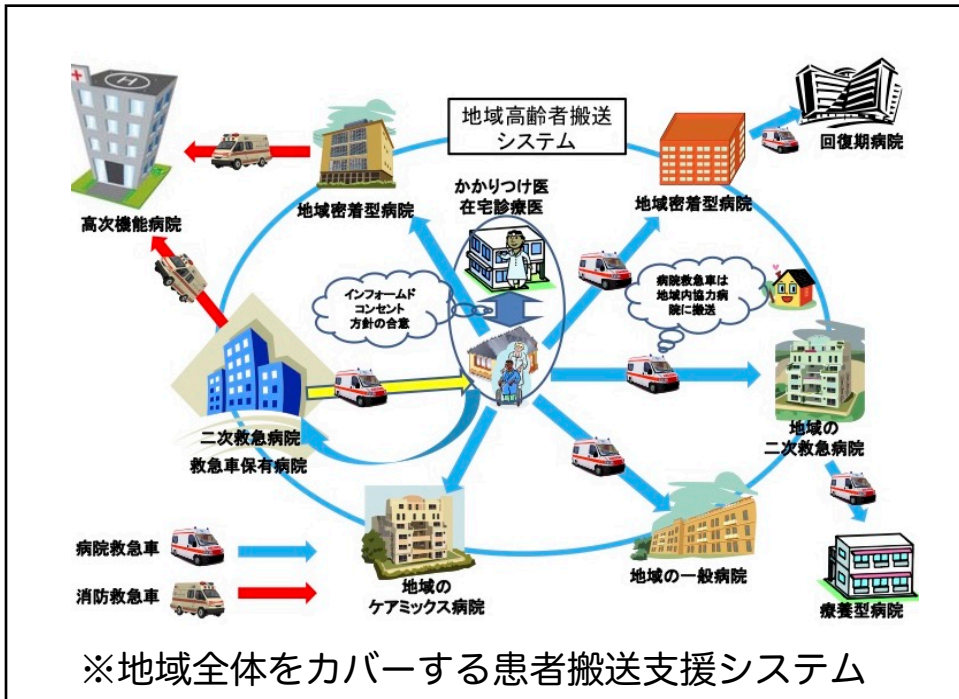 地域高齢者搬送
システム
回復期病院
かかりつけ医
在宅診療医
地域密着型病院
地域密着型病院
高次機能病院
インフォームド
コンセント
方針の合意
病院救急車は
地域内協力病
院に搬送
二次救急病院
救急車保有病院
地域の
二次救急病院
病院救急車
消防救急車
地域の
ケアミックス病院
地域の一般病院
療養型病院
※地域全体をカバーする患者搬送支援システム